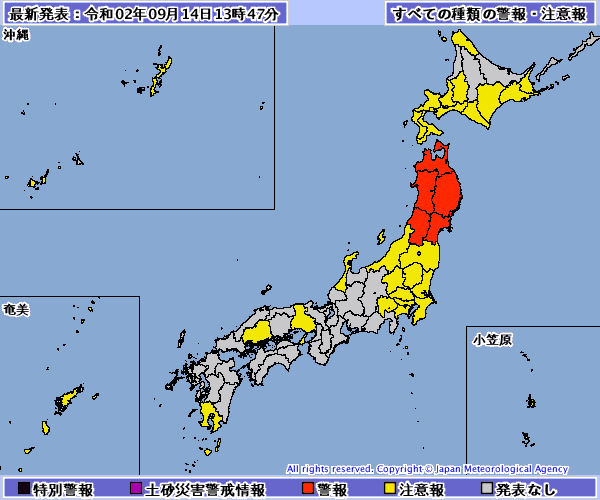 最新発表：令和02年09月14日13時47分
すべての種類の警報・注意報
沖縄
奄美
小笠原
All rights reserved. Copyright © Japan Meteorological Agency
特別警報 土砂災害警戒情報 警報 注意報 発表なし